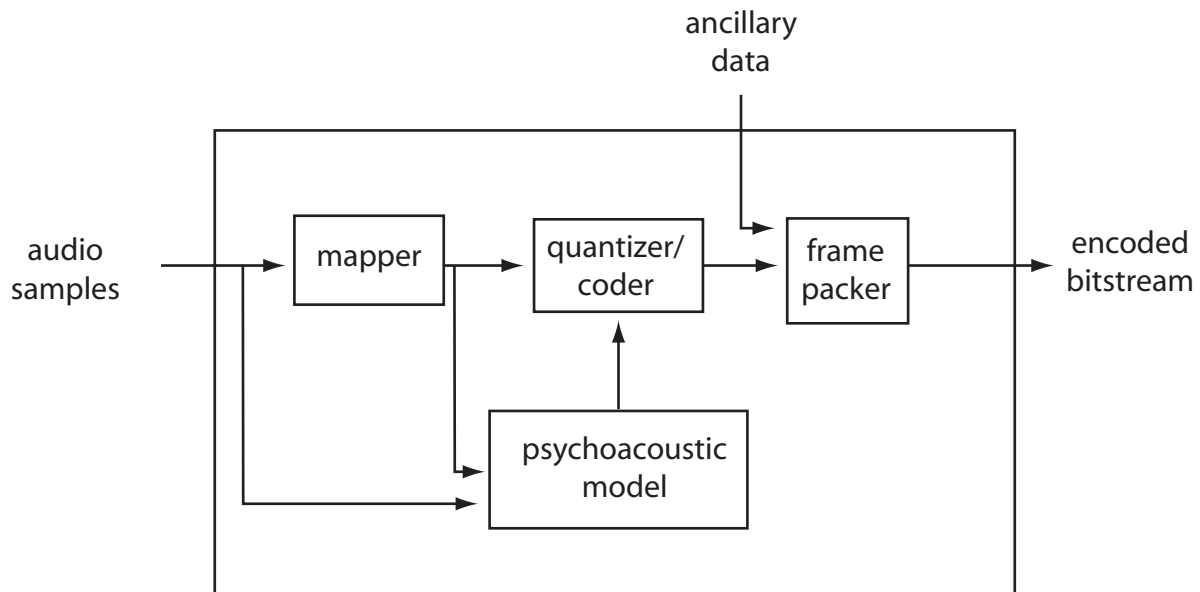 ancillary
data
audio
samples
mapper
quantizer/
coder
frame
packer
encoded
bitstream
psychoacoustic
model